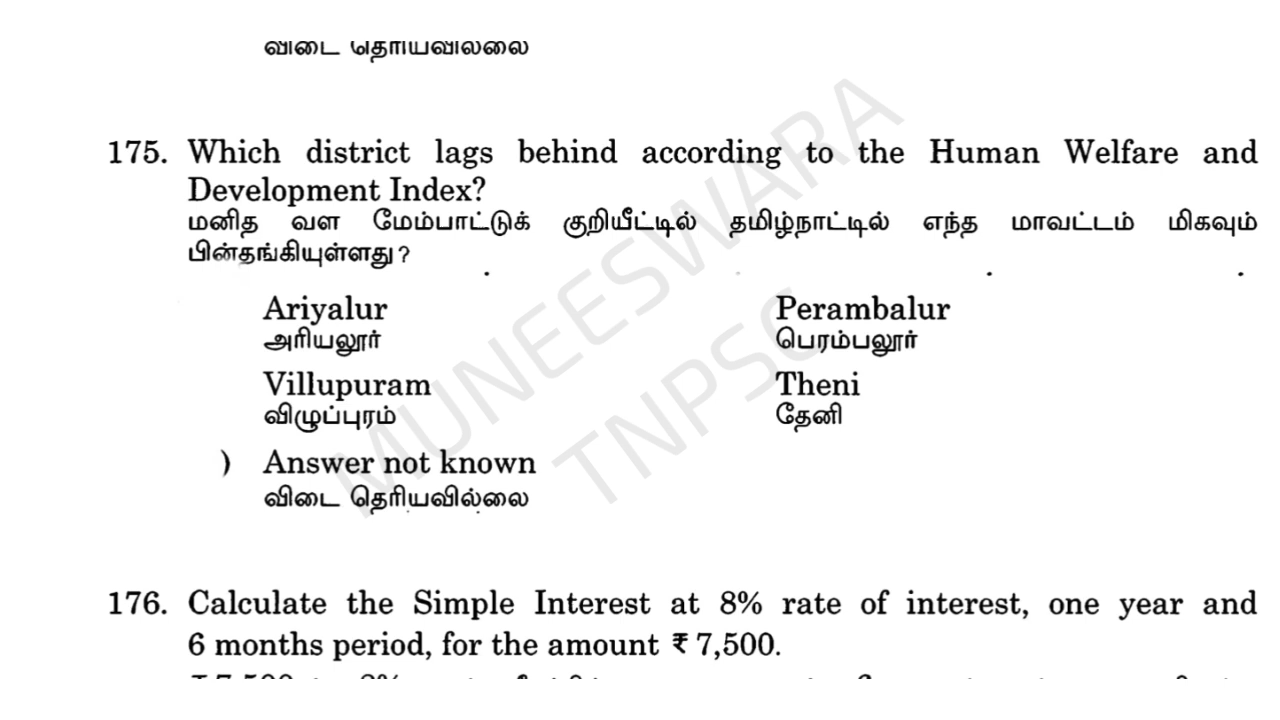 விடை தெரியவில்லை
175. Which district lags behind according to the Human Welfare and
Development Index?
மனித வள மேம்பாட்டுக் குறியீட்டில் தமிழ்நாட்டில் எந்த மாவட்டம் மிகவும்
பின்தங்கியுள்ளது?
Ariyalur Perambalur
அரியலூர் பெரம்பலூர்
Villupuram Theni
விழுப்புரம் தேனி
) Answer not known
விடை தெரியவில்லை
MUNEESWARA
TNPSC
176. Calculate the Simple Interest at 8% rate of interest, one year and
6 months period, for the amount ₹ 7,500.